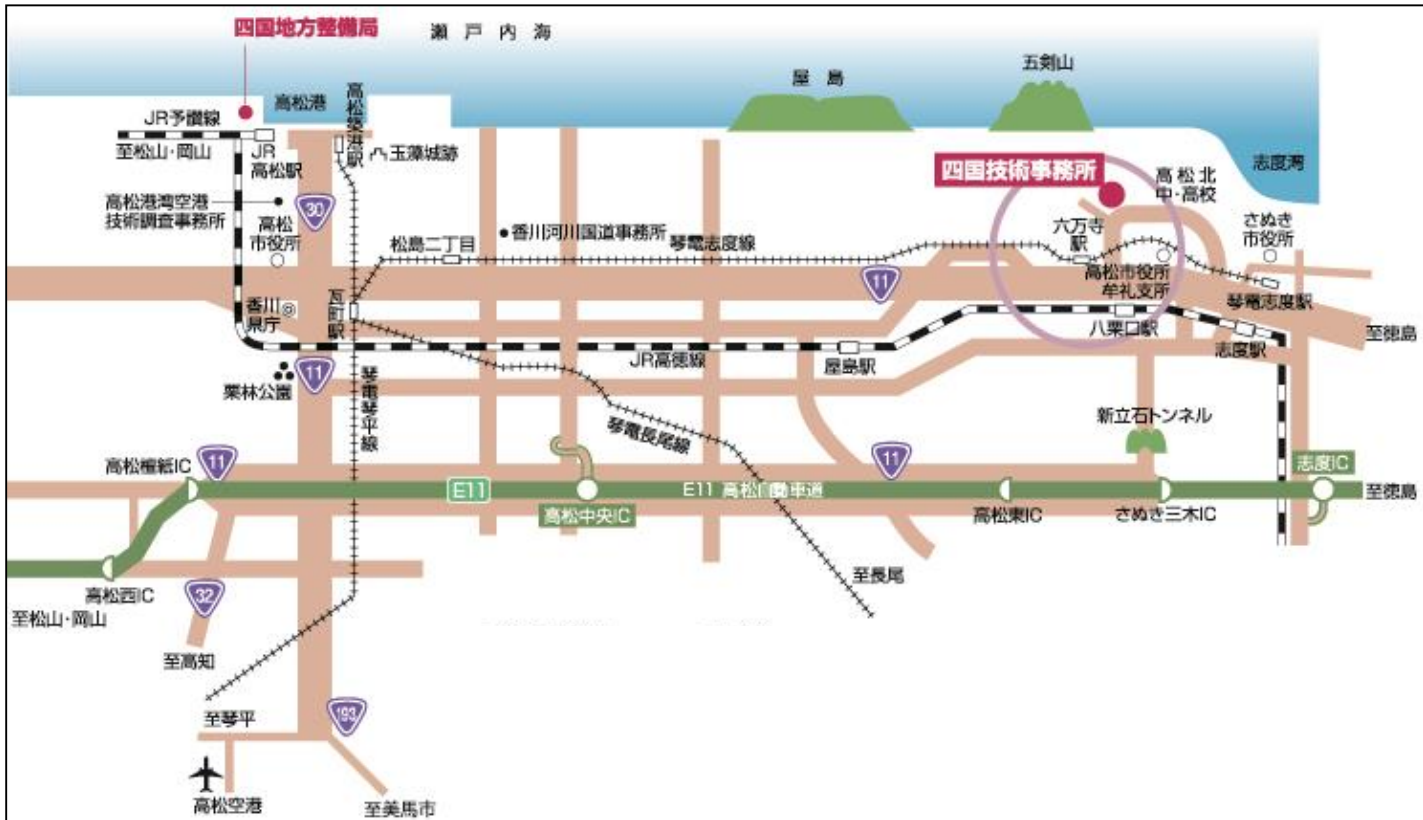 四国地方整備局
瀬戸内海
五剣山
屋島
高松港
高松築港駅
JR予讃線
至松山・岡山
JR
高松駅
玉藻城跡
志度湾
四国技術事務所
高松北
中・高校
高松港湾空港
技術調査事務所
30
高松
市役所
松島二丁目
香川河川国道事務所
琴電志度線
六万寺
駅
さぬき
市役所
11
高松市役所
牟礼支所
琴電志度駅
香川
県庁
瓦町駅
八栗口駅
志度駅
至徳島
JR高徳線
屋島駅
11
栗林公園
琴電琴平線
琴電長尾線
新立石トンネル
高松檀紙IC
11
11
志度IC
E11
E11 高松自動車道
至徳島
高松中央IC
高松東IC
さぬき三木IC
高松西IC
32
至長尾
至松山・岡山
至高知
至琴平
193
高松空港
至美馬市